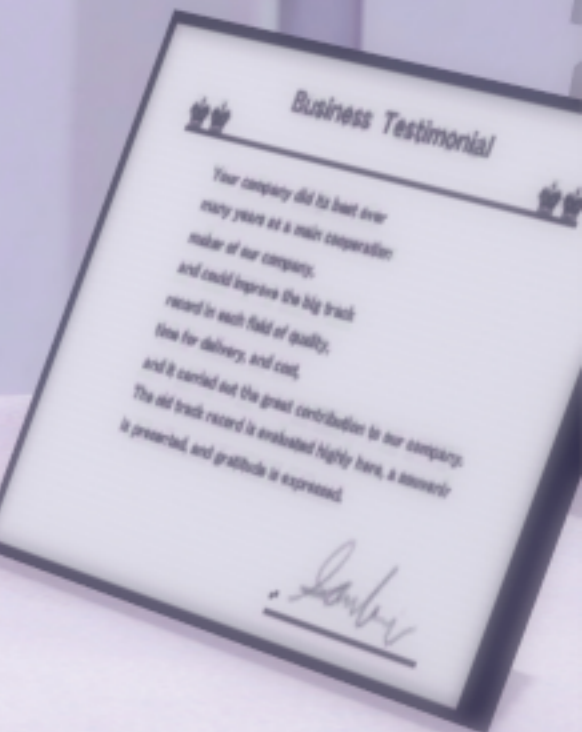 Business Testimonial
Your company did its best over
many years as a main cooperation
maker of our company,
and could improve the big track
record in each field of quality,
time for delivery, and cost,
and it carried out the great contribution to our company.
The old track record is evaluated highly here, a souvenir
is presented, and gratitude is expressed.